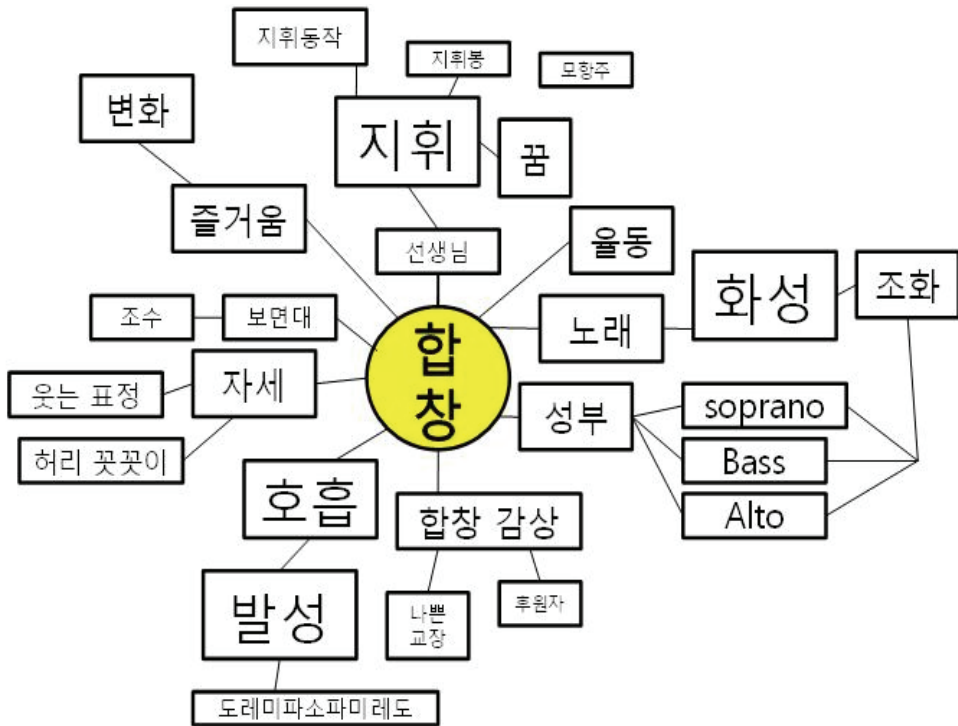 지휘동작
지휘봉
모항주
변화
지휘
꿈
즐거움
선생님
율동
화성
조화
조수
보면대
합
창
노래
웃는 표정
자세
성부
soprano
허리 꼿꼿이
Bass
호흡
합창 감상
Alto
발성
나쁜
교장
후원자
도레미파소파미레도